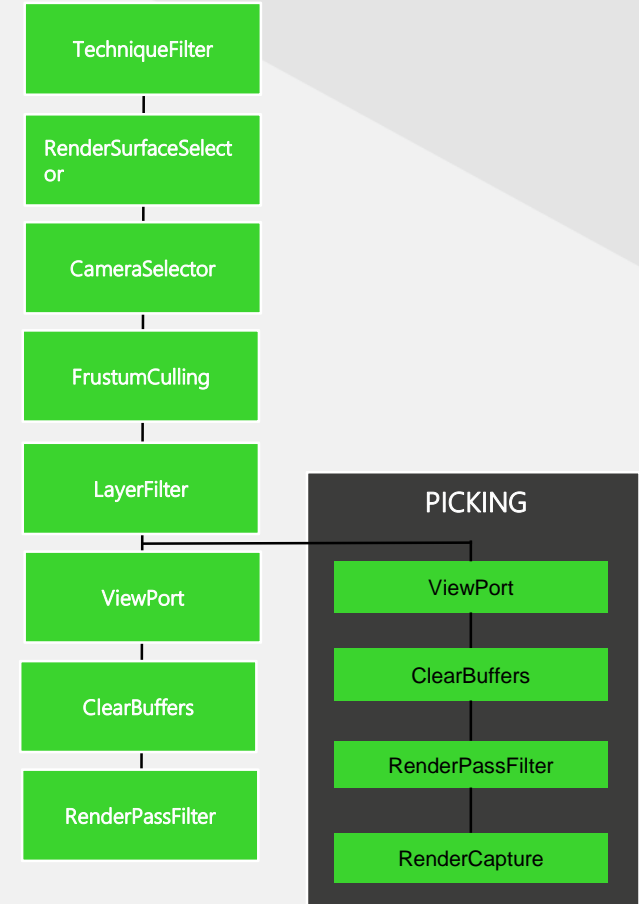 TechniqueFilter
RenderSurfaceSelect
or
CameraSelector
FrustumCulling
LayerFilter
ViewPort
ClearBuffers
RenderPassFilter
PICKING
ViewPort
ClearBuffers
RenderPassFilter
RenderCapture